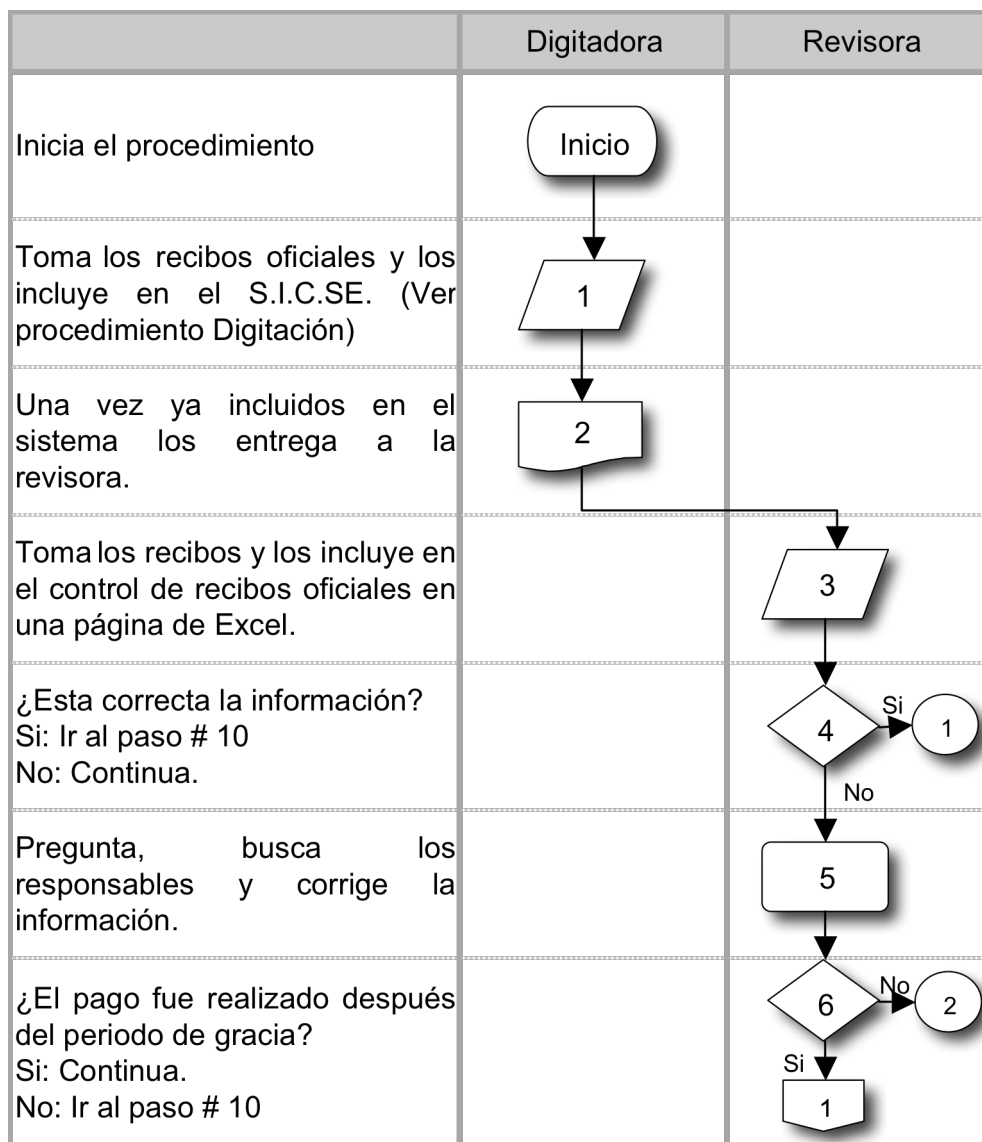 Digitadora
Revisora
Inicia el procedimiento
Inicio
Toma los recibos oficiales y los
incluye en el S.I.C.SE. (Ver
procedimiento Digitación)
1
Una vez ya incluidos en el
sistema los entrega a la
revisora.
2
Toma los recibos y los incluye en
el control de recibos oficiales en
una página de Excel.
3
¿Esta correcta la información?
Si: Ir al paso # 10
No: Continua.
4
Si
1
No
Pregunta, busca los
responsables y corrige la
información.
5
¿El pago fue realizado después
del periodo de gracia?
Si: Continua.
No: Ir al paso # 10
6
No
2
Si
1